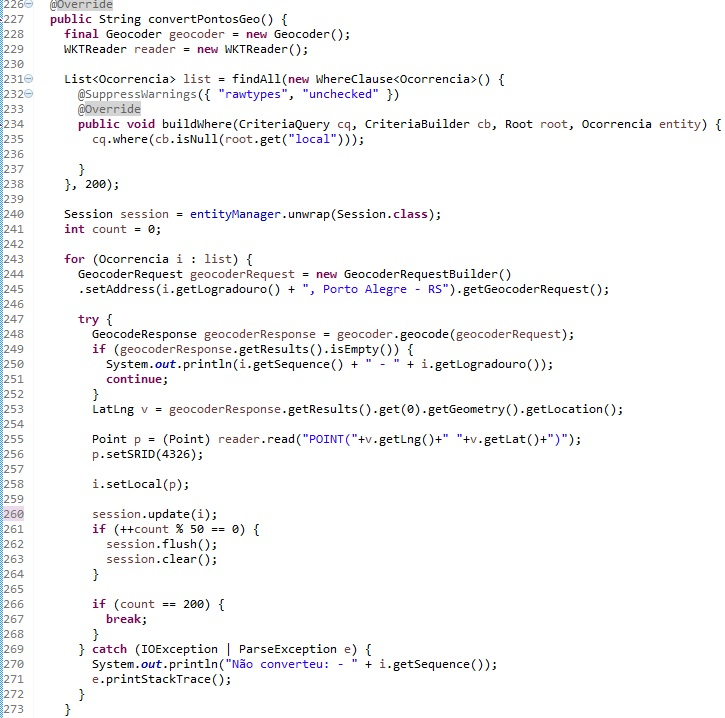 226 @Override
227 public String convertPontosGeo() {
228 final Geocoder geocoder = new Geocoder();
229 WKTReader reader = new WKTReader();
230
231 List<Ocorrencia> list = findAll(new WhereClause<Ocorrencia>() {
232 @SuppressWarnings({ "rawtypes", "unchecked" })
233 @Override
234 public void buildWhere(CriteriaQuery cq, CriteriaBuilder cb, Root root, Ocorrencia entity) {
235 cq.where(cb.isNull(root.get("local")));
236
237 }
238 }, 200);
239
240 Session session = entityManager.unwrap(Session.class);
241 int count = 0;
242
243 for (Ocorrencia i : list) {
244 GeocoderRequest geocoderRequest = new GeocoderRequestBuilder()
245 .setAddress(i.getLogradouro() + ", Porto Alegre - RS").getGeocoderRequest();
246
247 try {
248 GeocodeResponse geocoderResponse = geocoder.geocode(geocoderRequest);
249 if (geocoderResponse.getResults().isEmpty()) {
250 System.out.println(i.getSequence() + " - " + i.getLogradouro());
251 continue;
252 }
253 LatLng v = geocoderResponse.getResults().get(0).getGeometry().getLocation();
254
255 Point p = (Point) reader.read("POINT("+v.getLng()+" "+v.getLat()+")");
256 p.setSRID(4326);
257
258 i.setLocal(p);
259
260 session.update(i);
261 if (++count % 50 == 0) {
262 session.flush();
263 session.clear();
264 }
265
266 if (count == 200) {
267 break;
268 }
269 } catch (IOException | ParseException e) {
270 System.out.println("Não converteu: - " + i.getSequence());
271 e.printStackTrace();
272 }
273 }